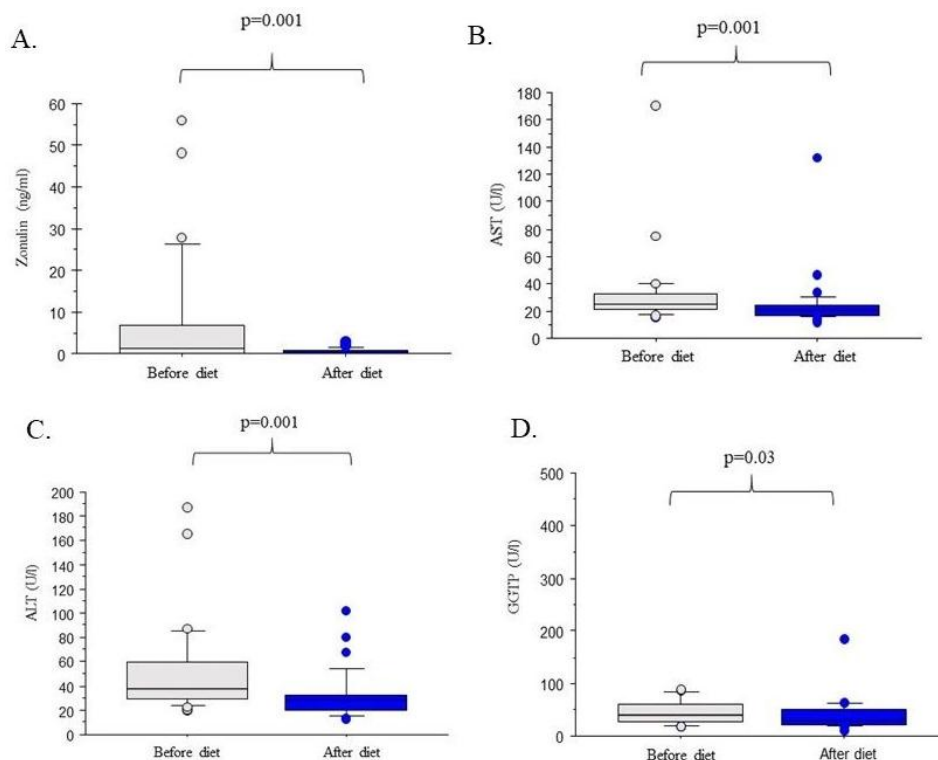 A.
p=0.001
Zonulin (ng/ml)
60
50
40
30
20
10
0
Before diet
After diet
B.
p=0.001
AST (U/l)
180
160
140
120
100
80
60
40
20
0
Before diet
After diet
C.
p=0.001
ALT (U/l)
200
180
160
140
120
100
80
60
40
20
0
Before diet
After diet
D.
p=0.03
GGTP (U/l)
500
400
300
200
100
50
0
Before diet
After diet